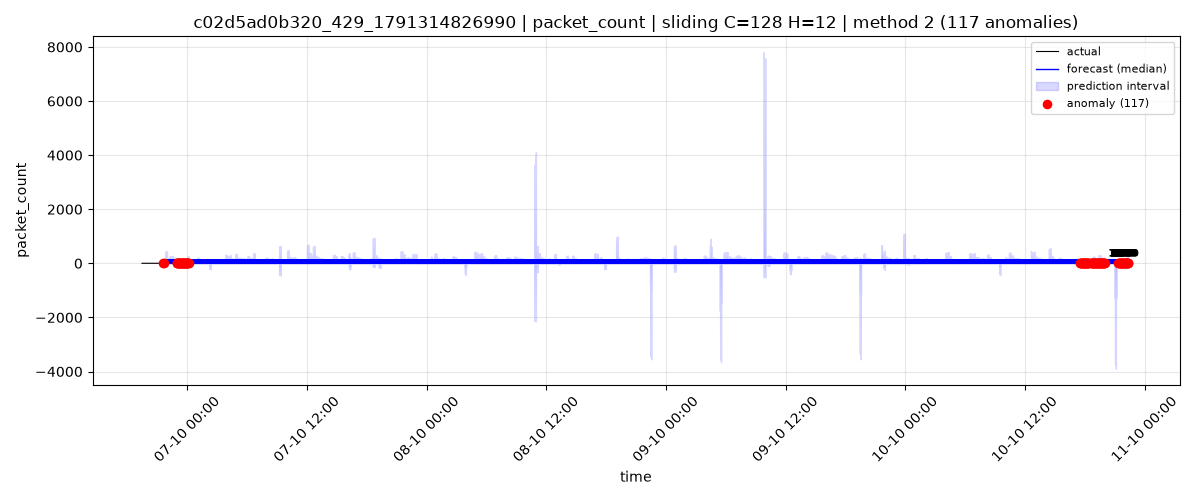 c02d5ad0b320_429_1791314826990 | packet_count | sliding C=128 H=12 | method 2 (117 anomalies)
8000
6000
4000
2000
0
−2000
−4000
packet_count
actual
forecast (median)
prediction interval
anomaly (117)
07-10 00:00
07-10 12:00
08-10 00:00
08-10 12:00
09-10 00:00
09-10 12:00
10-10 00:00
10-10 12:00
11-10 00:00
time